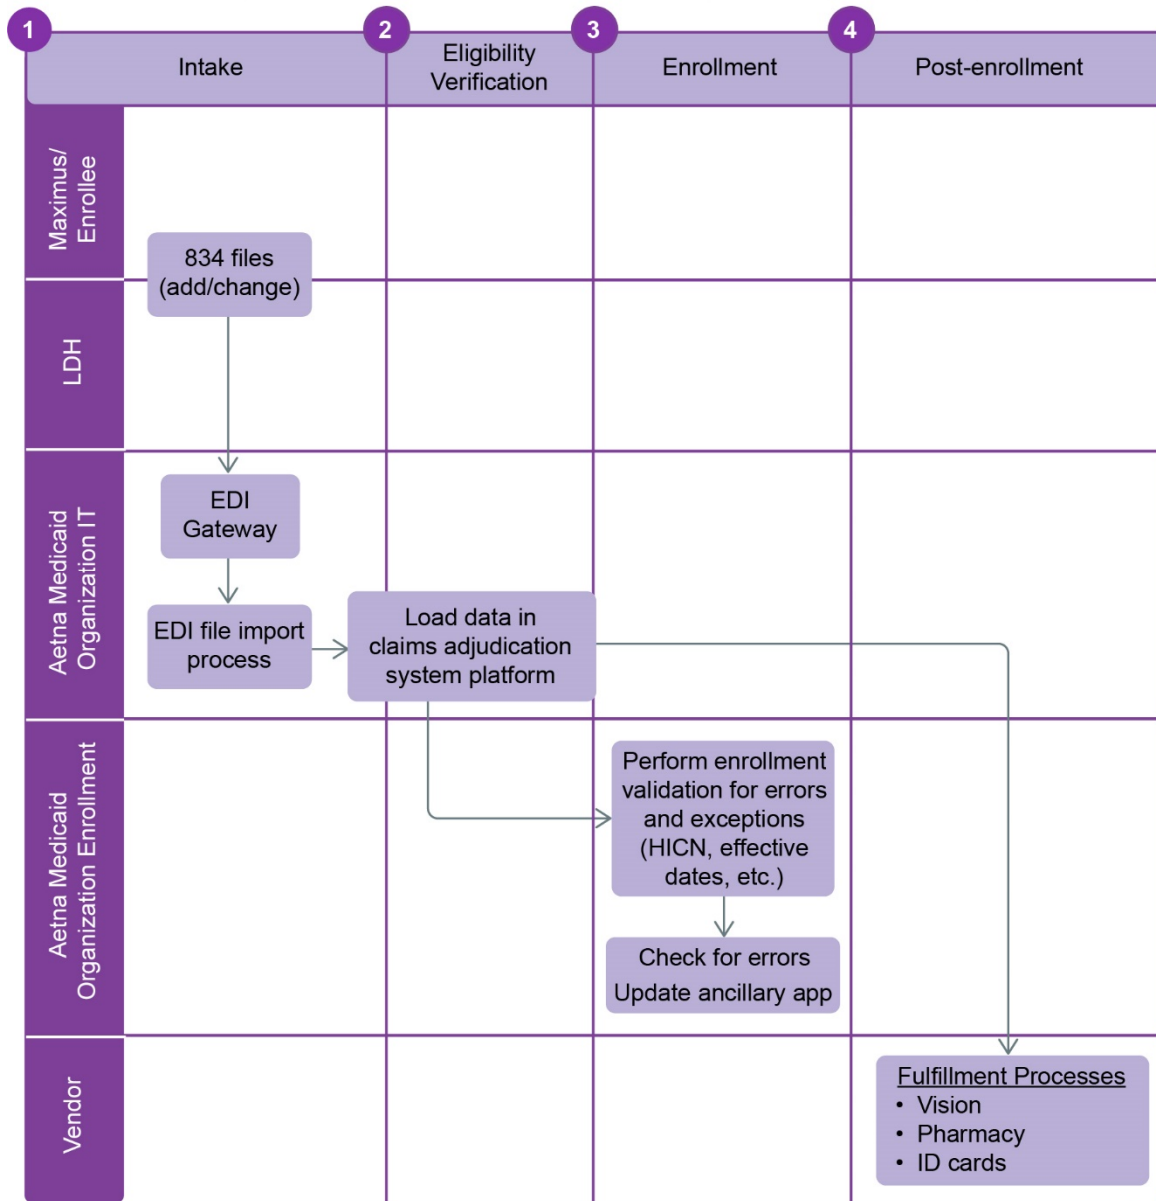 1
2
3
4
Intake
Eligibility
Verification
Enrollment
Post-enrollment
Maximus/
Enrollee
834 files
(add/change)
LDH
Aetna Medicaid
Organization IT
EDI
Gateway
EDI file import
process
Load data in
claims adjudication
system platform
Aetna Medicaid
Organization Enrollment
Perform enrollment
validation for errors
and exceptions
(HICN, effective
dates, etc.)
Check for errors
Update ancillary app
Vendor
Fulfillment Processes
• Vision
• Pharmacy
• ID cards